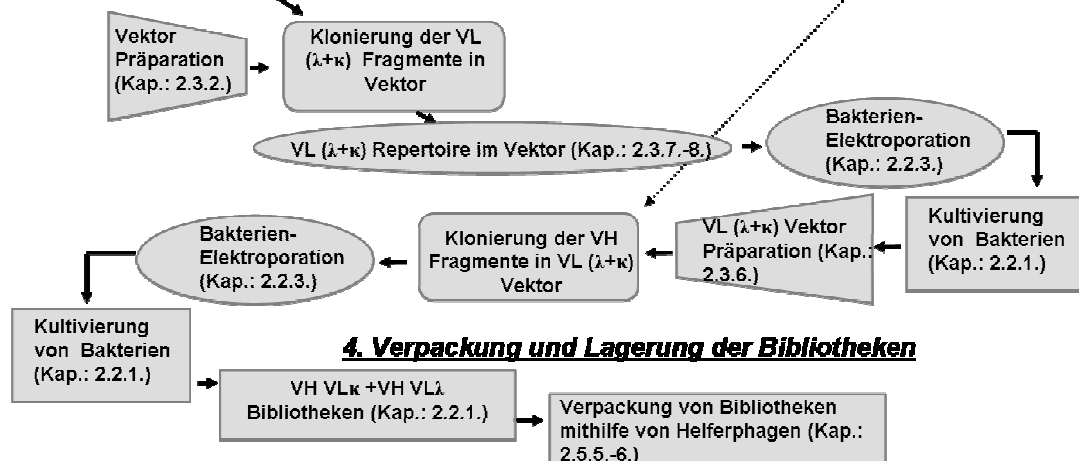 Vektor
Präparation
(Kap.: 2.3.2.)
Klonierung der VL
(λ+κ) Fragmente in
Vektor
VL (λ+κ) Repertoire im Vektor (Kap.: 2.3.7.-8.)
Bakterien-
Elektroporation
(Kap.: 2.2.3.)
Kultivierung
von Bakterien
(Kap.: 2.2.1.)
VL (λ+κ) Vektor
Präparation (Kap.:
2.3.6.)
Klonierung der VH
Fragmente in VL (λ+κ)
Vektor
Bakterien-
Elektroporation
(Kap.: 2.2.3.)
Kultivierung
von Bakterien
(Kap.: 2.2.1.)
4. Verpackung und Lagerung der Bibliotheken
VH VLκ +VH VLλ
Bibliotheken (Kap.: 2.2.1.)
Verpackung von Bibliotheken
mithilfe von Helferphagen (Kap.:
2.5.5.-6.)